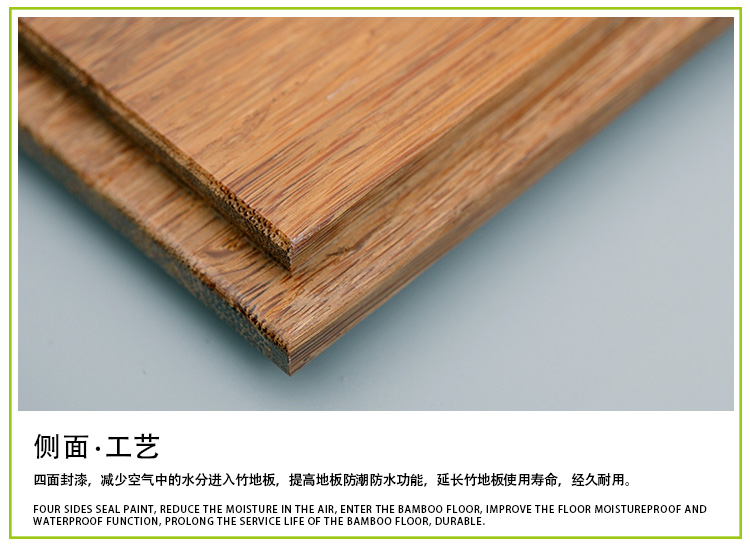 侧面·工艺
四面封漆，减少空气中的水分进入竹地板，提高地板防潮防水功能，延长竹地板使用寿命，经久耐用。
FOUR SIDES SEAL PAINT, REDUCE THE MOISTURE IN THE AIR, ENTER THE BAMBOO FLOOR, IMPROVE THE FLOOR MOISTUREPROOF AND
WATERPROOF FUNCTION, PROLONG THE SERVICE LIFE OF THE BAMBOO FLOOR, DURABLE.